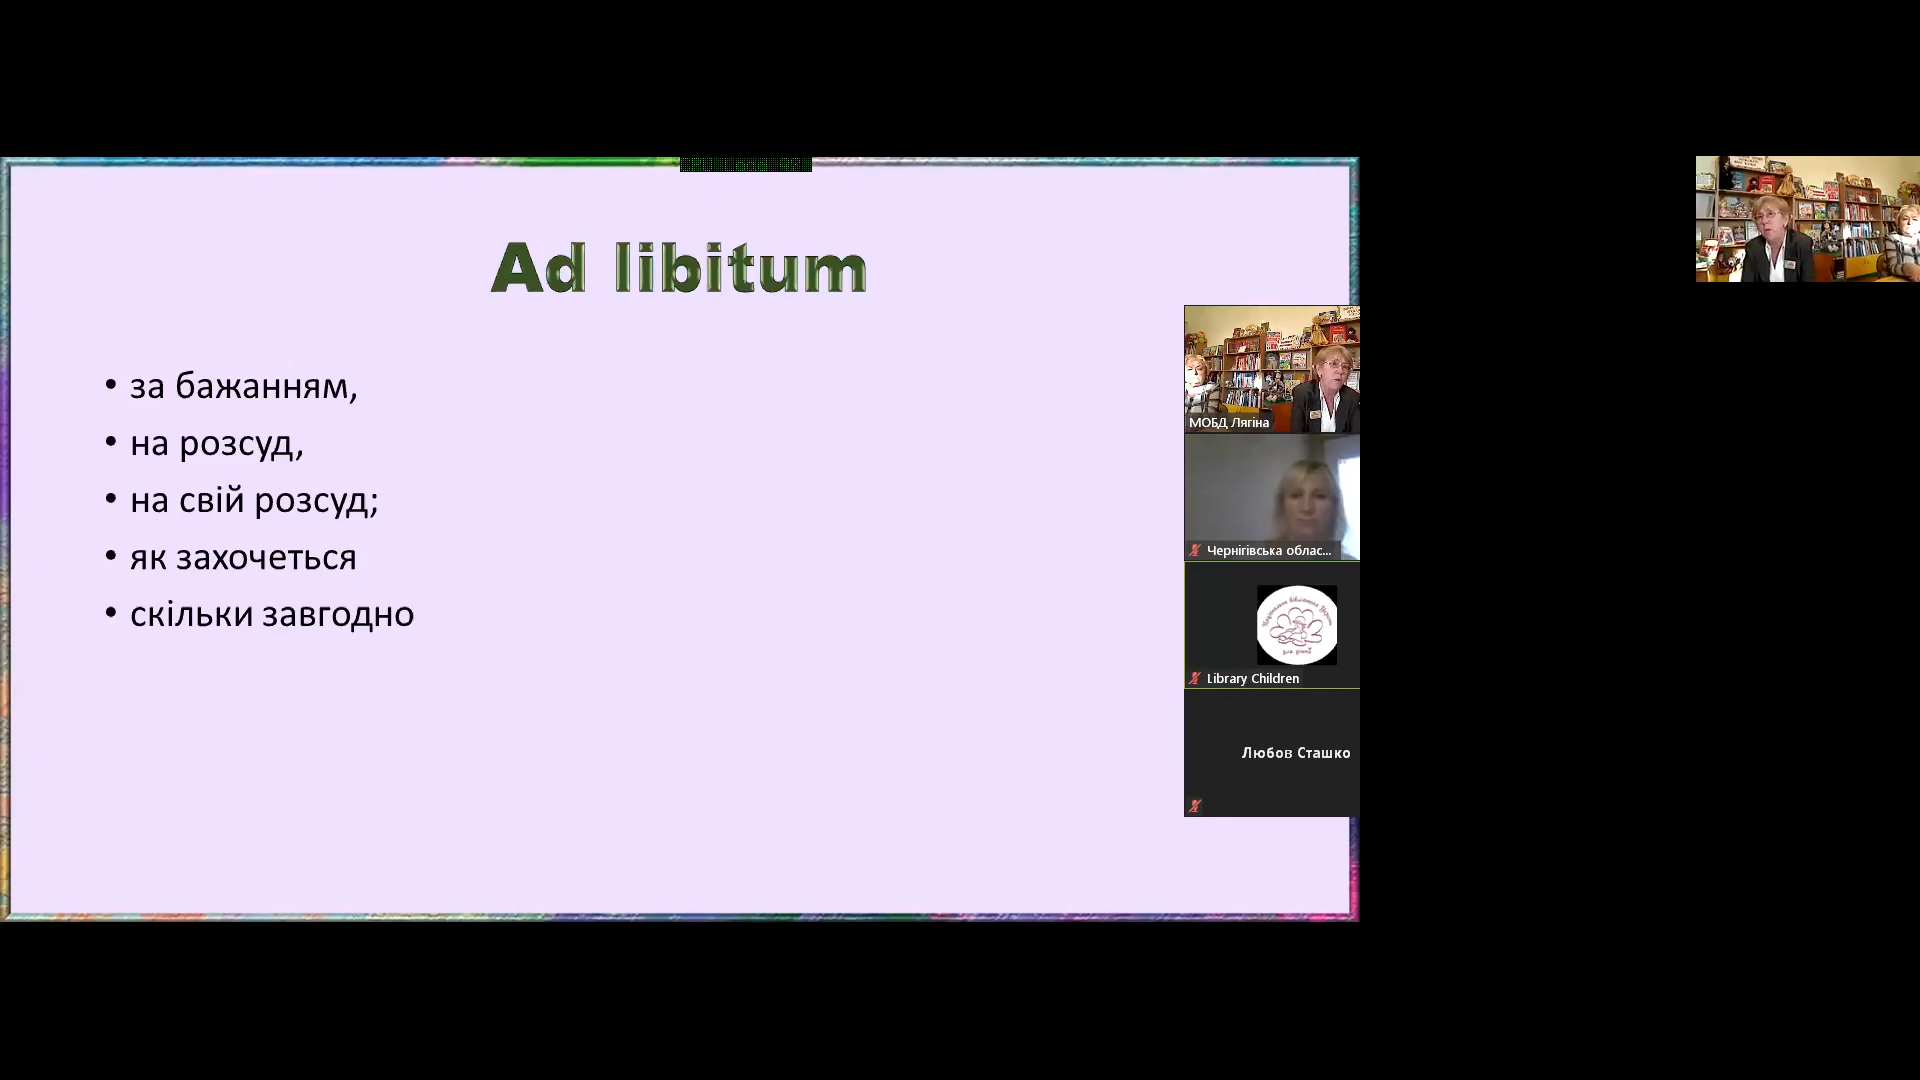 Ad libitum
за бажанням,
на розсуд,
на свій розсуд;
як захочеться
скільки завгодно
МОБД Лягіна
Чернігівська облас...
Library Children
Любов Сташко